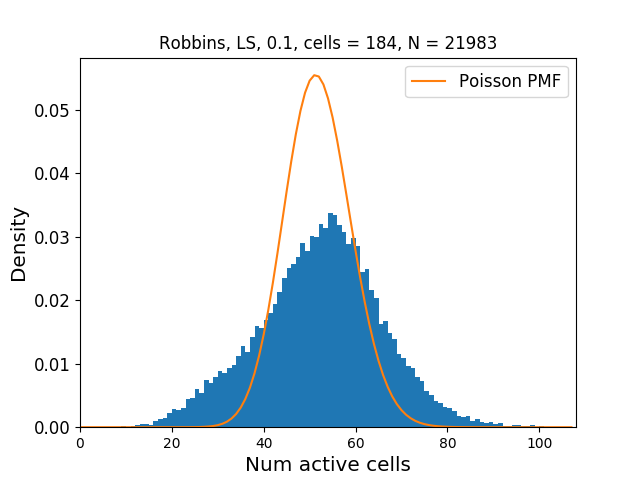 Robbins, LS, 0.1, cells = 184, N = 21983
Poisson PMF
Density
0.05
0.04
0.03
0.02
0.01
0.00
0 20 40 60 80 100
Num active cells